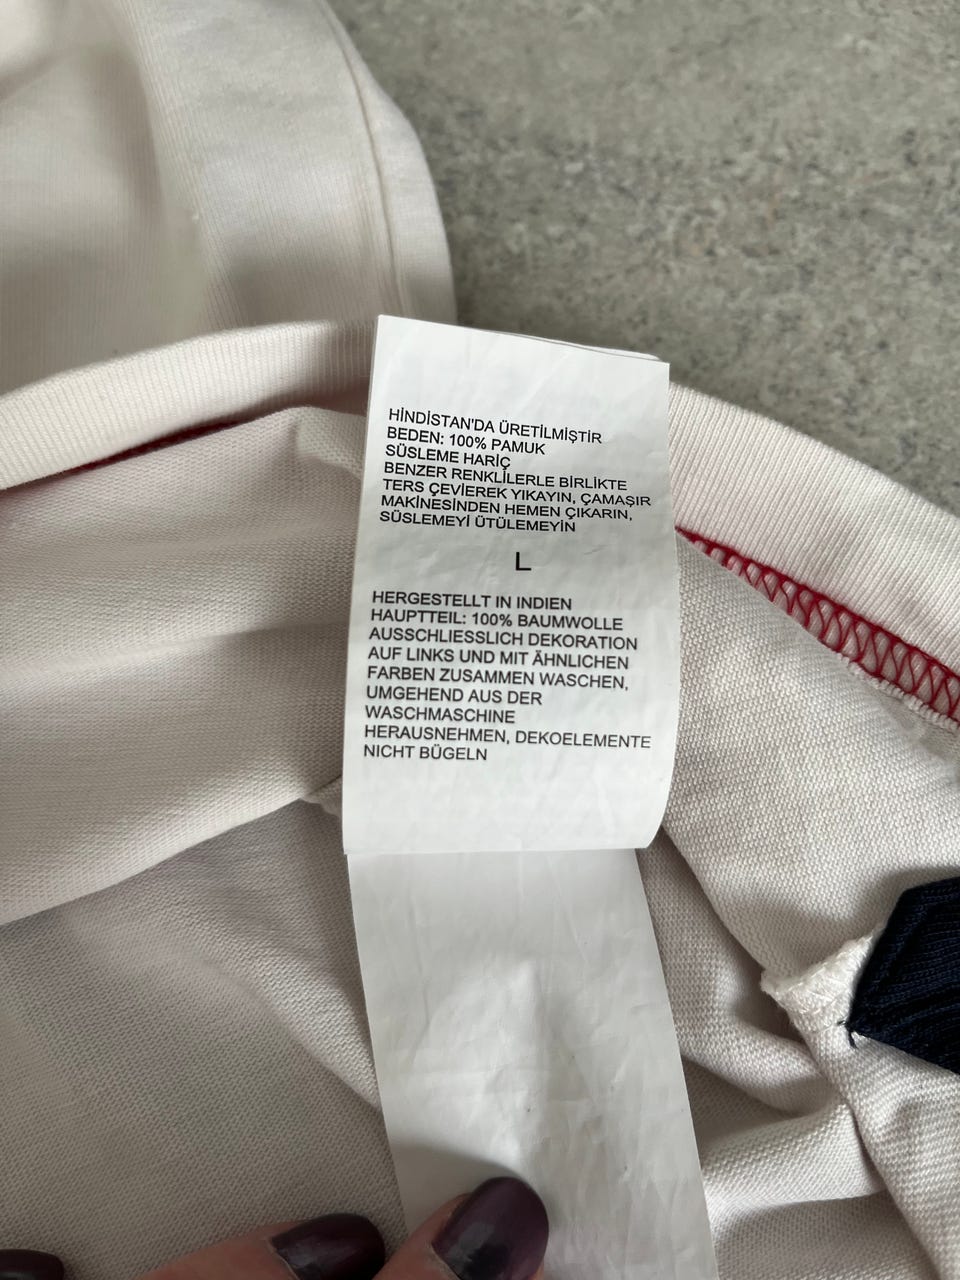 HİNDİSTAN'DA ÜRETİLMİŞTİR
BEDEN: 100% PAMUK
SÜSLEME HARİÇ
BENZER RENKLİLERLE BİRLİKTE
TERS ÇEVİEREK YIKAYIN, ÇAMAŞIR
MAKİNESİNDEN HEMEN ÇIKARIN,
SÜSLEMEYİ ÜTÜLEMEYİN
L
HERGESTELLT IN INDIEN
HAUPTTEIL: 100% BAUMWOLLE
AUSSCHLIESSLICH DEKORATION
AUF LINKS UND MIT ÄHNLICHEN
FARBEN ZUSAMMEN WASCHEN,
UMGEHEND AUS DER
WASCHMASCHINE
HERAUSNEHMEN, DEKOELEMENTE
NICHT BÜGELN